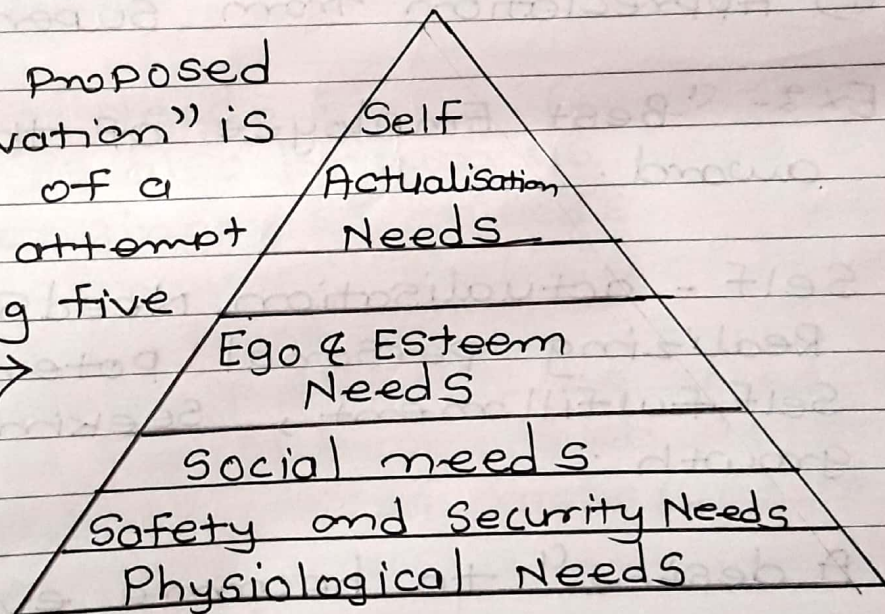 Proposed
vation" is
of a
attempt
g five
Self
Actualisation
Needs
Ego & Esteem
Needs
Social needs
Safety and Security Needs
Physiological Needs